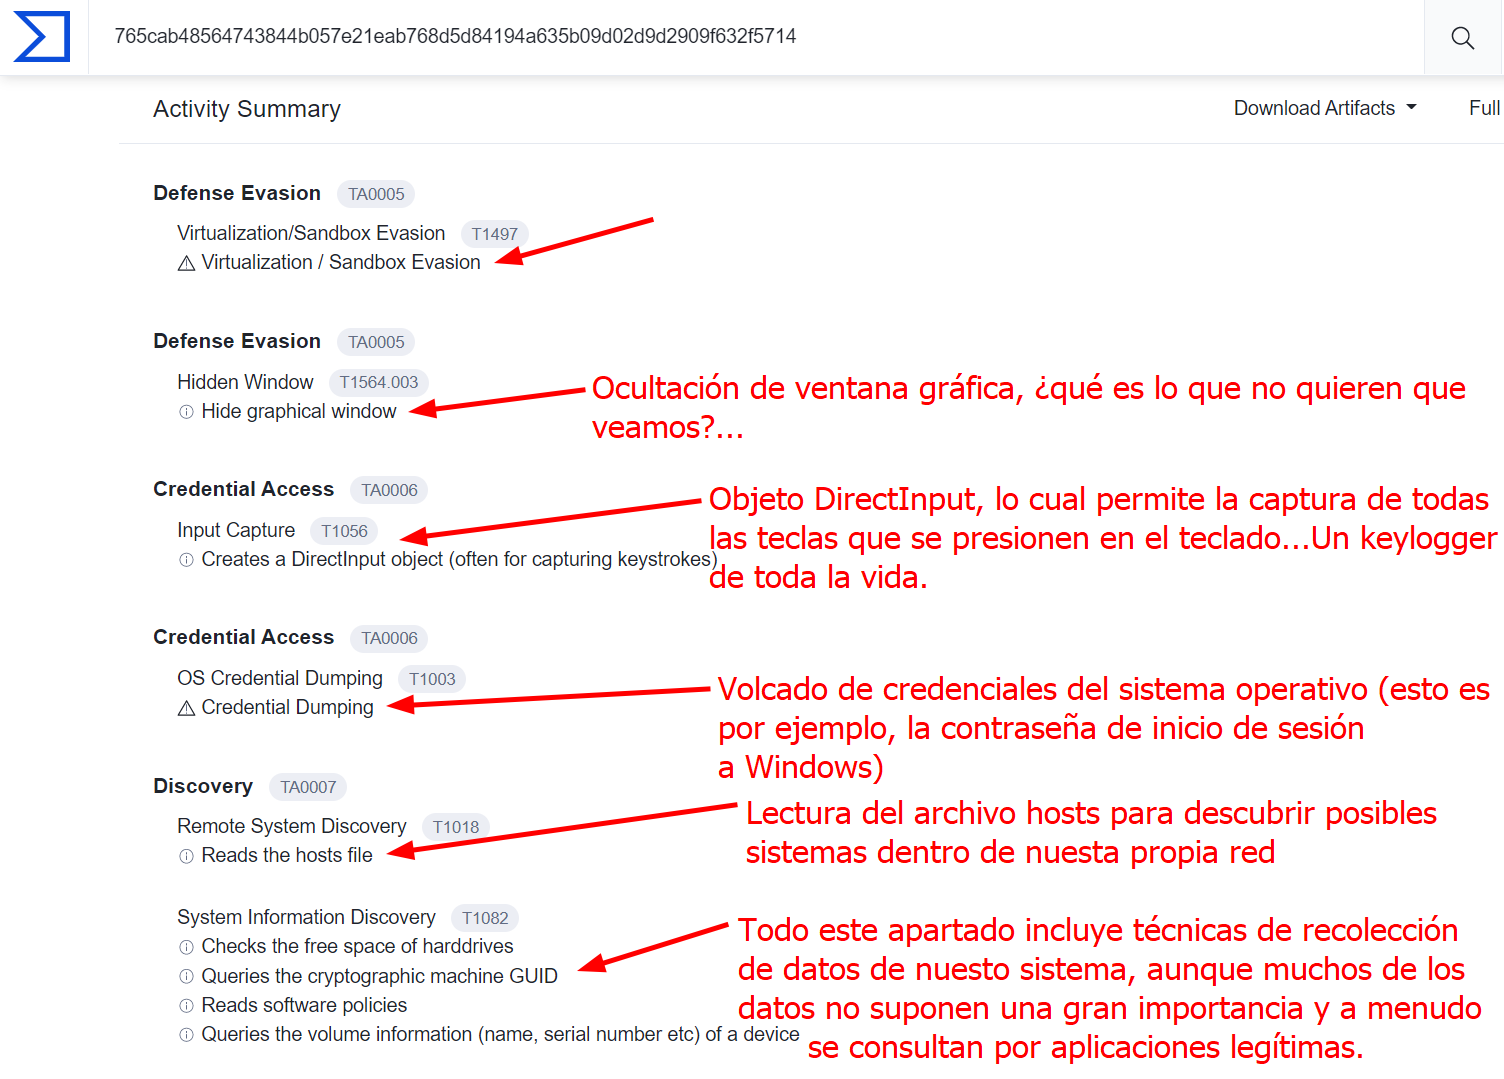 765cab48564743844b057e21eab768d5d84194a635b09d02d9d2909f632f5714
Activity Summary
Download Artifacts
Full
Defense Evasion TA0005
Virtualization/Sandbox Evasion T1497
Virtualization / Sandbox Evasion
Defense Evasion TA0005
Hidden Window T1564.003
Hide graphical window
Ocultación de ventana gráfica, ¿qué es lo que no quieren que
veamos?...
Credential Access TA0006
Input Capture T1056
Creates a DirectInput object (often for capturing keystrokes)
Objeto DirectInput, lo cual permite la captura de todas
las teclas que se presionen en el teclado...Un keylogger
de toda la vida.
Credential Access TA0006
OS Credential Dumping T1003
Credential Dumping
Volcado de credenciales del sistema operativo (esto es
por ejemplo, la contraseña de inicio de sesión
a Windows)
Discovery TA0007
Remote System Discovery T1018
Reads the hosts file
Lectura del archivo hosts para descubrir posibles
sistemas dentro de nuesta propia red
System Information Discovery T1082
Checks the free space of harddrives
Queries the cryptographic machine GUID
Reads software policies
Queries the volume information (name, serial number etc) of a device
Todo este apartado incluye técnicas de recolección
de datos de nuesto sistema, aunque muchos de los
datos no suponen una gran importancia y a menudo
se consultan por aplicaciones legítimas.